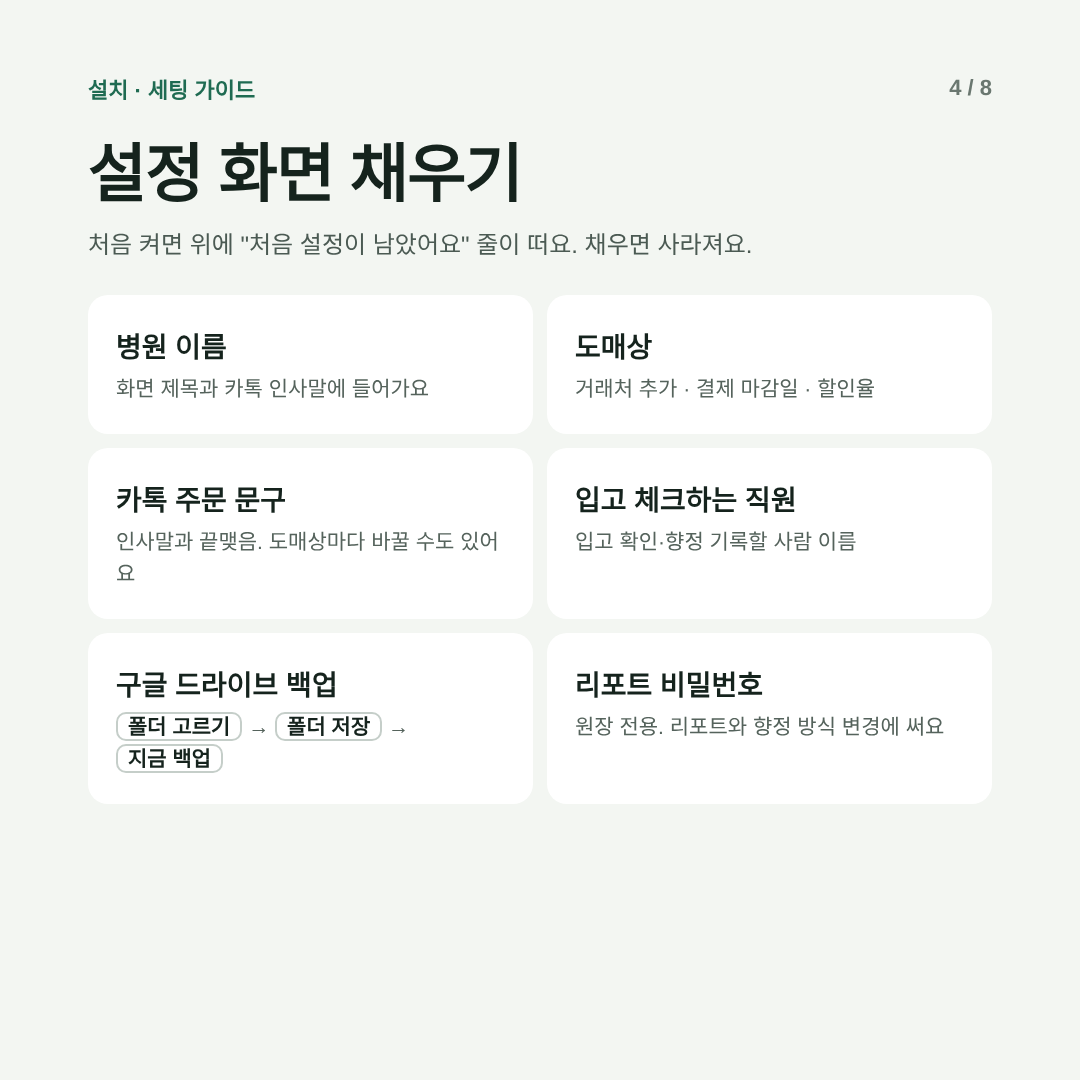 설치 · 세팅 가이드
4 / 8
설정 화면 채우기
처음 켜면 위에 "처음 설정이 남았어요" 줄이 떠요. 채우면 사라져요.
병원 이름
화면 제목과 카톡 인사말에 들어가요
도매상
거래처 추가 · 결제 마감일 · 할인율
카톡 주문 문구
인사말과 끝맺음. 도매상마다 바꿀 수도 있어
요
입고 체크하는 직원
입고 확인·향정 기록할 사람 이름
구글 드라이브 백업
폴더 고르기 → 폴더 저장 →
지금 백업
리포트 비밀번호
원장 전용. 리포트와 향정 방식 변경에 써요